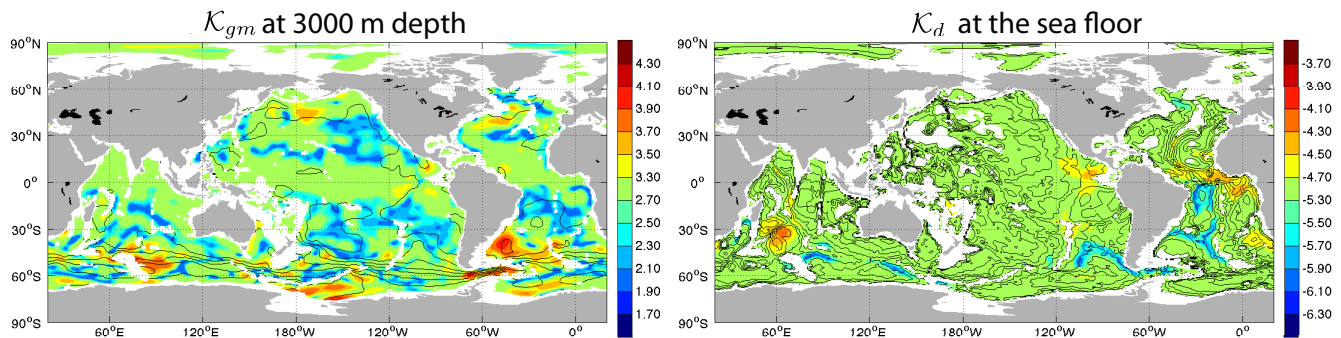 𝒦gm at 3000 m depth
90°N
60°N
30°N
0°
30°S
60°S
90°S
60°E
120°E
180°W
120°W
60°W
0°
4.30
4.10
3.90
3.70
3.50
3.30
2.70
2.50
2.30
2.10
1.90
1.70
𝒦d at the sea floor
90°N
60°N
30°N
0°
30°S
60°S
90°S
60°E
120°E
180°W
120°W
60°W
0°
-3.70
-3.90
-4.10
-4.30
-4.50
-4.70
-5.30
-5.50
-5.70
-5.90
-6.10
-6.30